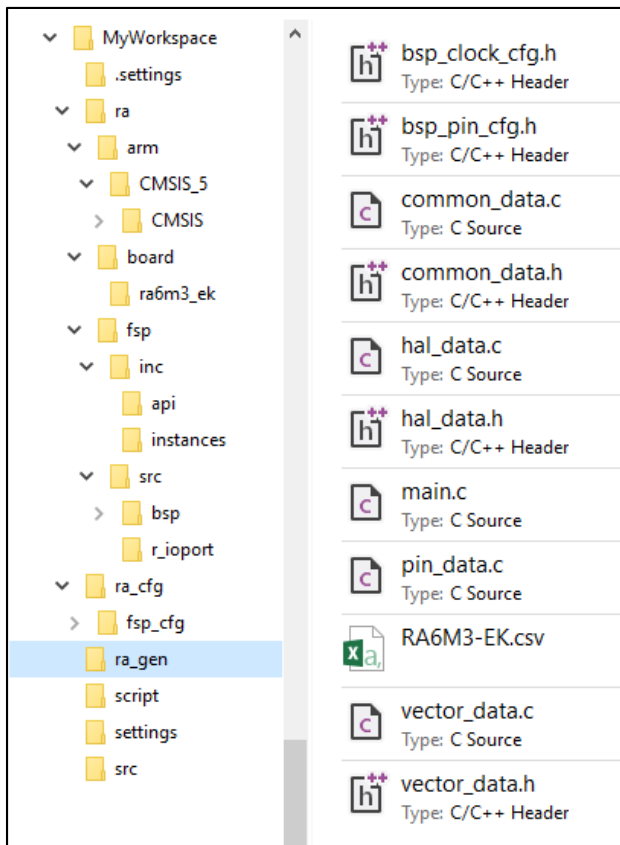 MyWorkspace
.settings
ra
arm
CMSIS_5
CMSIS
board
ra6m3_ek
fsp
inc
api
instances
src
bsp
r_ioport
ra_cfg
fsp_cfg
ra_gen
script
settings
src
bsp_clock_cfg.h
Type: C/C++ Header
bsp_pin_cfg.h
Type: C/C++ Header
common_data.c
Type: C Source
common_data.h
Type: C/C++ Header
hal_data.c
Type: C Source
hal_data.h
Type: C/C++ Header
main.c
Type: C Source
pin_data.c
Type: C Source
RA6M3-EK.csv
vector_data.c
Type: C Source
vector_data.h
Type: C/C++ Header